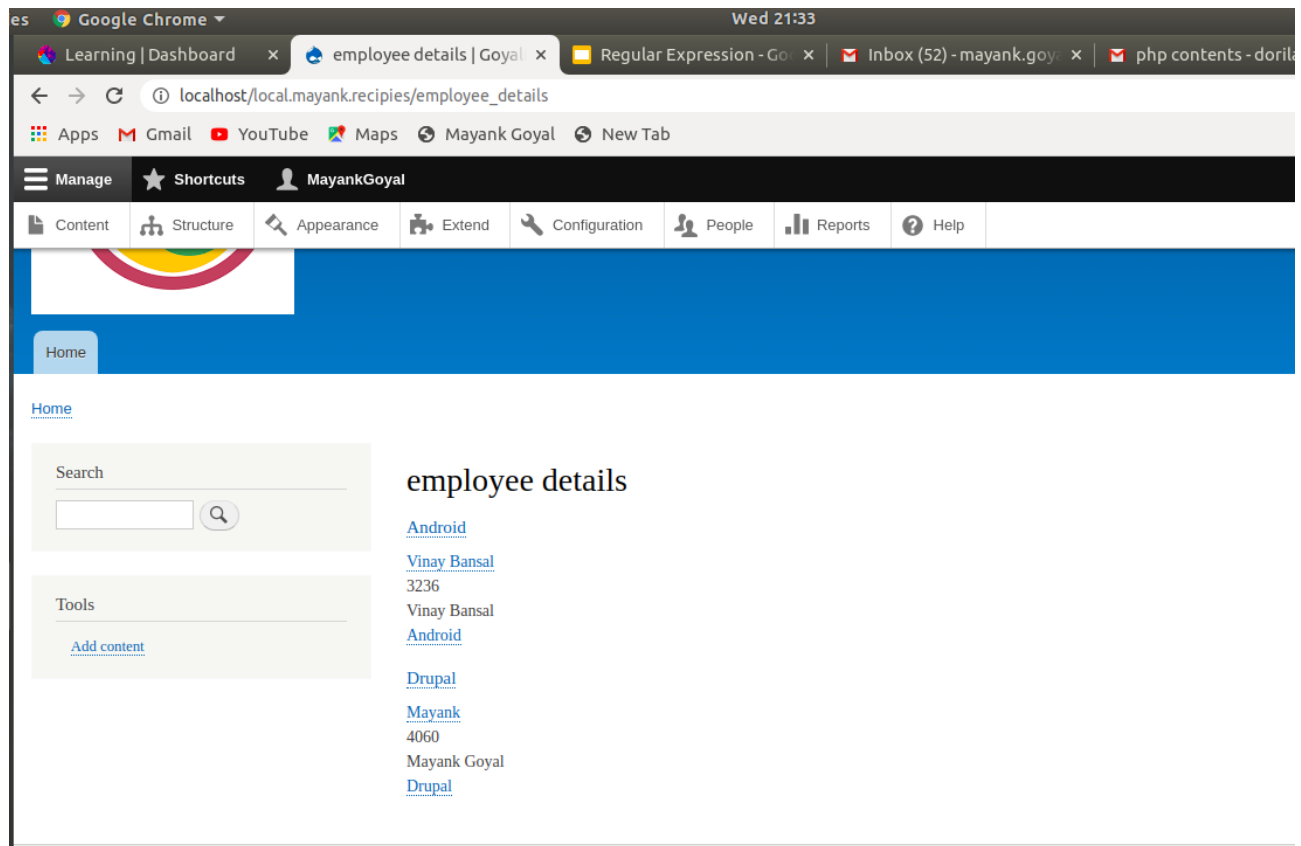 es Google Chrome Wed 21:33
Learning | Dashboard employee details | Goyal Regular Expression - Goo Inbox (52) - mayank.goya php contents - dorila
localhost/local.mayank.recipies/employee_details
Apps Gmail YouTube Maps Mayank Goyal New Tab
Manage Shortcuts MayankGoyal
Content Structure Appearance Extend Configuration People Reports Help
Home
Home
Search
Tools
Add content
employee details
Android
Vinay Bansal
3236
Vinay Bansal
Android
Drupal
Mayank
4060
Mayank Goyal
Drupal